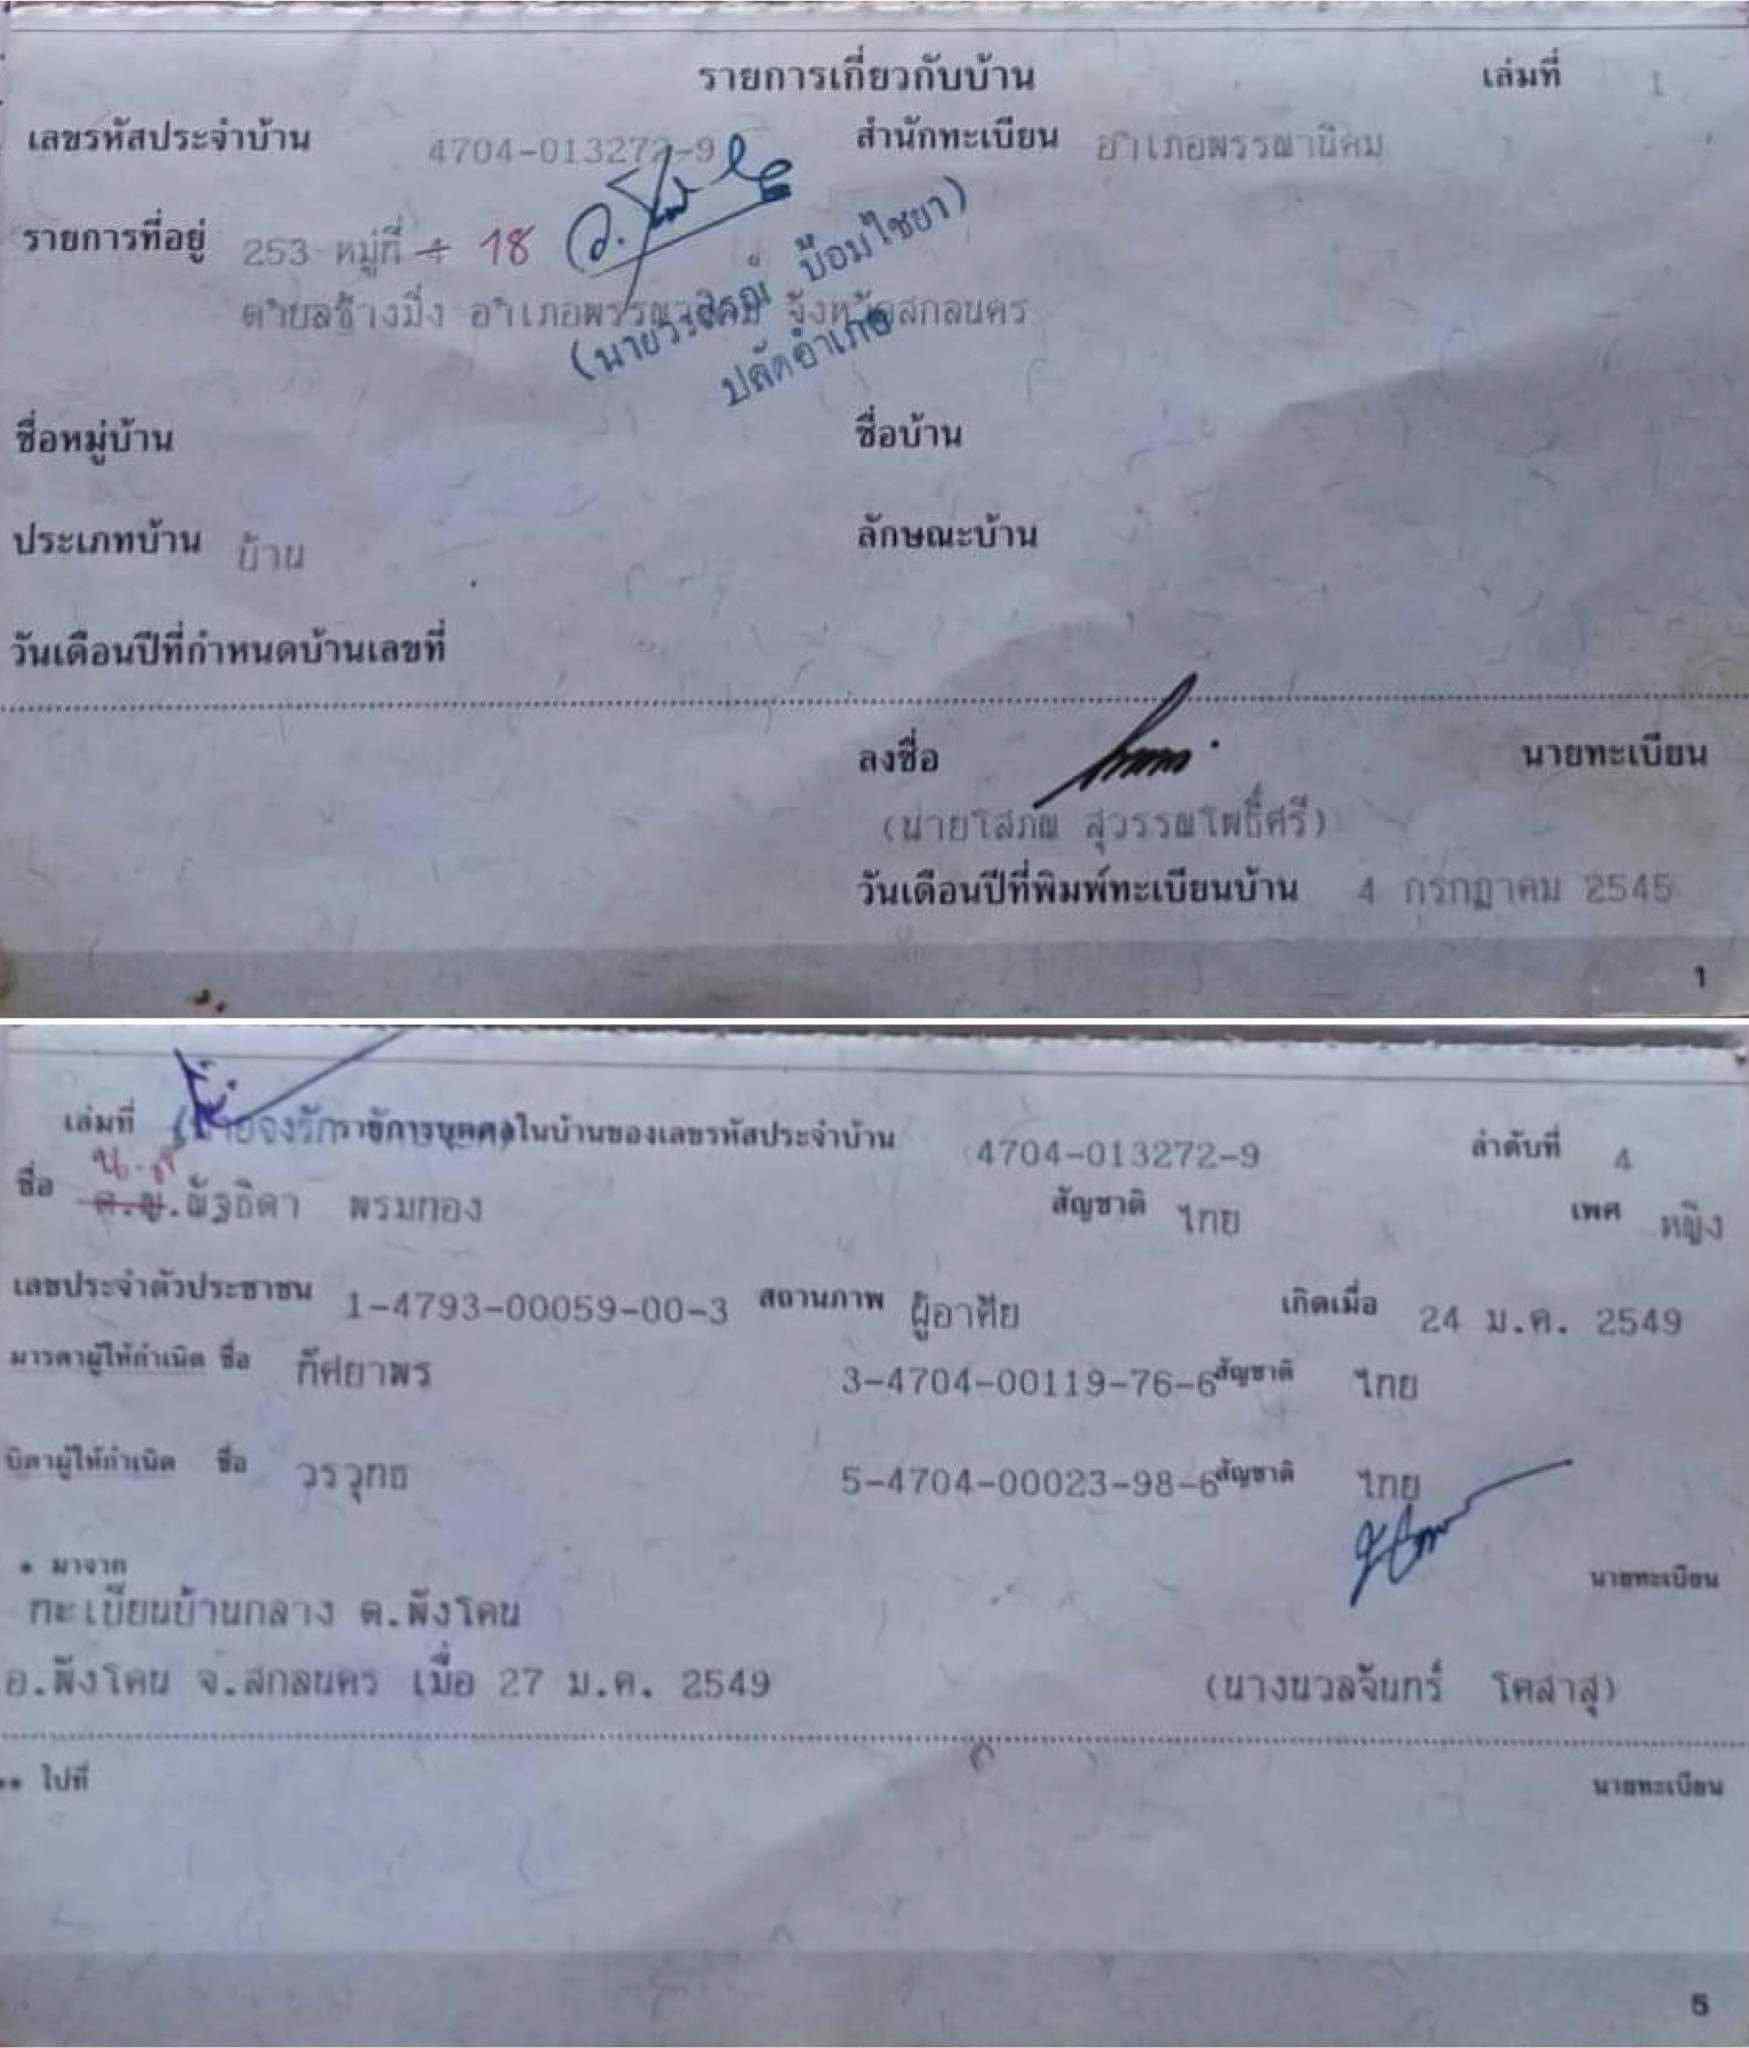 รายการเกี่ยวกับบ้าน เล่มที่ 1
เลขรหัสประจำบ้าน 4704-013272-9 สำนักทะเบียน อำเภอพรรณานิคม
รายการที่อยู่ 253 หมู่ที่ 4 18
ตำบลช้างมิ่ง อำเภอพรรณานิคม จังหวัดสกลนคร
ป้อมไชยา)
ปลัดอำเภอ
ชื่อหมู่บ้าน ชื่อบ้าน
ประเภทบ้าน บ้าน ลักษณะบ้าน
วันเดือนปีที่กำหนดบ้านเลขที่
ลงชื่อ นายทะเบียน
(นายโสภณ สุวรรณโพธิ์ศรี)
วันเดือนปีที่พิมพ์ทะเบียนบ้าน 4 กรกฎาคม 2545
1
เล่มที่ รายการบุคคลในบ้านของเลขรหัสประจำบ้าน 4704-013272-9 ลำดับที่ 4
น.ส.
ชื่อ ด.ญ.ณัฐธิดา พรมทอง สัญชาติ ไทย เพศ หญิง
เลขประจำตัวประชาชน 1-4793-00059-00-3 สถานภาพ ผู้อาศัย เกิดเมื่อ 24 ม.ค. 2549
มารดาผู้ให้กำเนิด ชื่อ 3-4704-00119-76-6 สัญชาติ ไทย
บิดาผู้ให้กำเนิด ชื่อ วรวุทธ 5-4704-00023-98-6 สัญชาติ ไทย
* มาจาก นายทะเบียน
ทะเบียนบ้านกลาง ต.พังโคน
อ.พังโคน จ.สกลนคร เมื่อ 27 ม.ค. 2549 (นางนวลจันทร์ โคสาสุ)
** ไปที่ นายทะเบียน
5